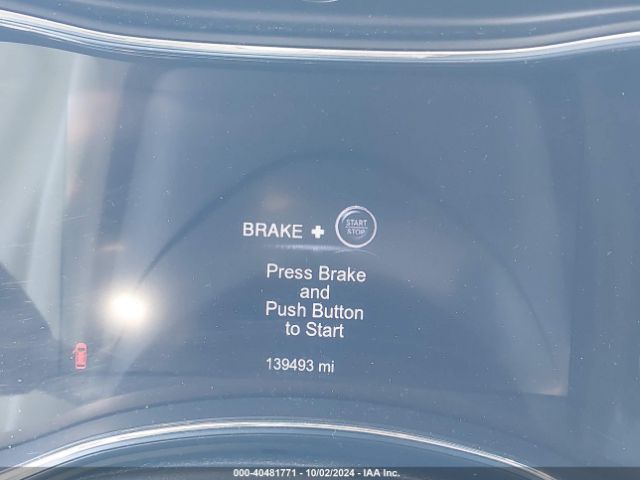 BRAKE + START STOP
Press Brake
and
Push Button
to Start
139493 mi
000-40481771 - 10/02/2024 - IAA Inc.